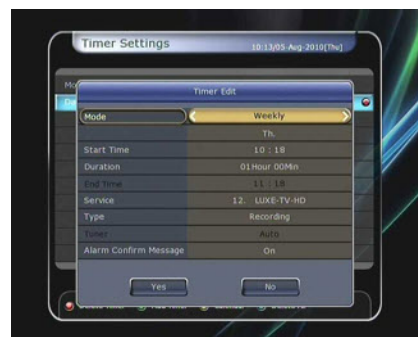 Timer Settings 10:13/05-Aug-2010[Thu]
Timer Edit
Mode Weekly
Th.
Start Time 10 : 18
Duration 01Hour 00Min
End Time 11 : 18
Service 12. LUXE-TV-HD
Type Recording
Timer Auto
Alarm Confirm Message On
Yes No